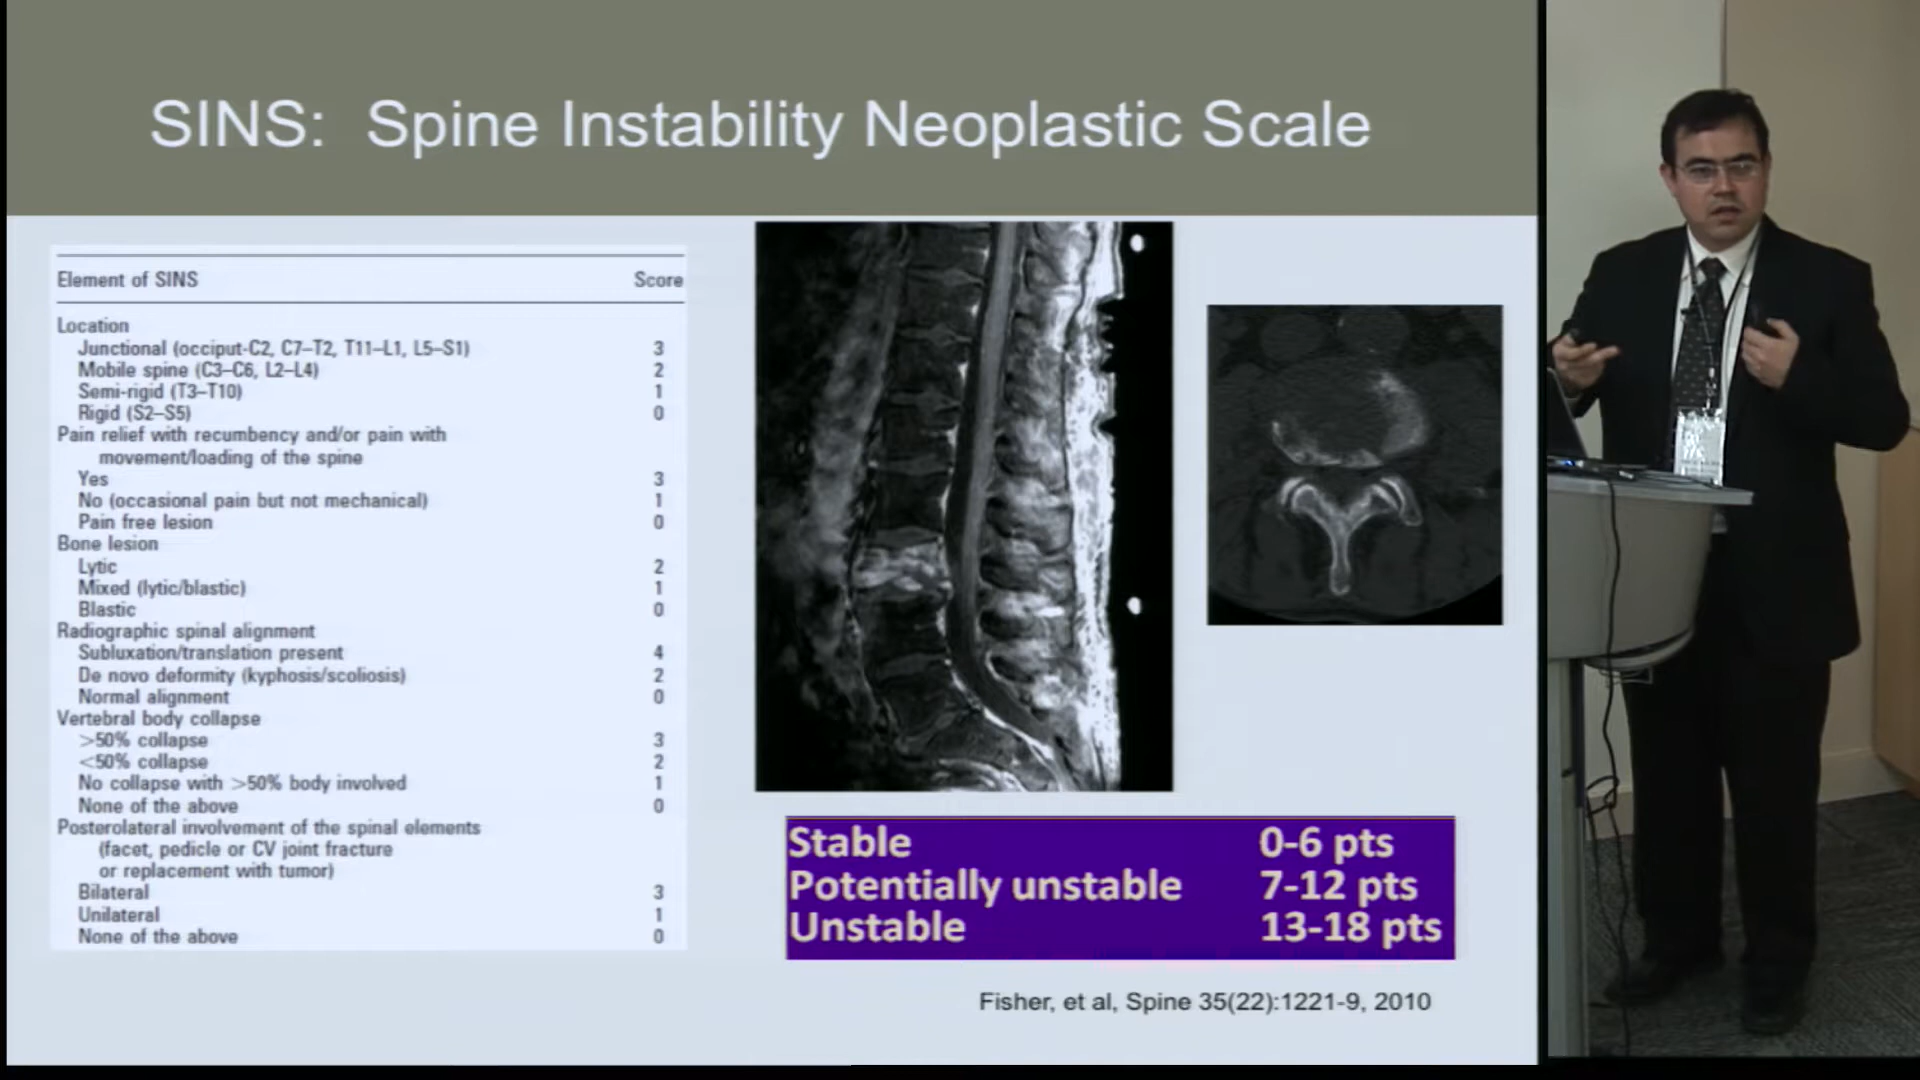 SINS: Spine Instability Neoplastic Scale
Element of SINS Score
Location
Junctional (occiput-C2, C7–T2, T11–L1, L5–S1) 3
Mobile spine (C3–C6, L2–L4) 2
Semi-rigid (T3–T10) 1
Rigid (S2–S5) 0
Pain relief with recumbency and/or pain with
movement/loading of the spine
Yes 3
No (occasional pain but not mechanical) 1
Pain free lesion 0
Bone lesion
Lytic 2
Mixed (lytic/blastic) 1
Blastic 0
Radiographic spinal alignment
Subluxation/translation present 4
De novo deformity (kyphosis/scoliosis) 2
Normal alignment 0
Vertebral body collapse
>50% collapse 3
<50% collapse 2
No collapse with >50% body involved 1
None of the above 0
Posterolateral involvement of the spinal elements
(facet, pedicle or CV joint fracture
or replacement with tumor)
Bilateral 3
Unilateral 1
None of the above 0
Stable 0-6 pts
Potentially unstable 7-12 pts
Unstable 13-18 pts
Fisher, et al, Spine 35(22):1221-9, 2010